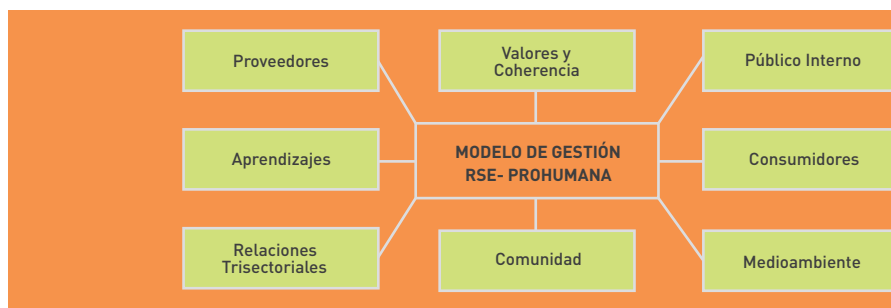 Proveedores
Valores y
Coherencia
Público Interno
Aprendizajes
MODELO DE GESTIÓN
RSE- PROHUMANA
Consumidores
Relaciones
Trisectoriales
Comunidad
Medioambiente